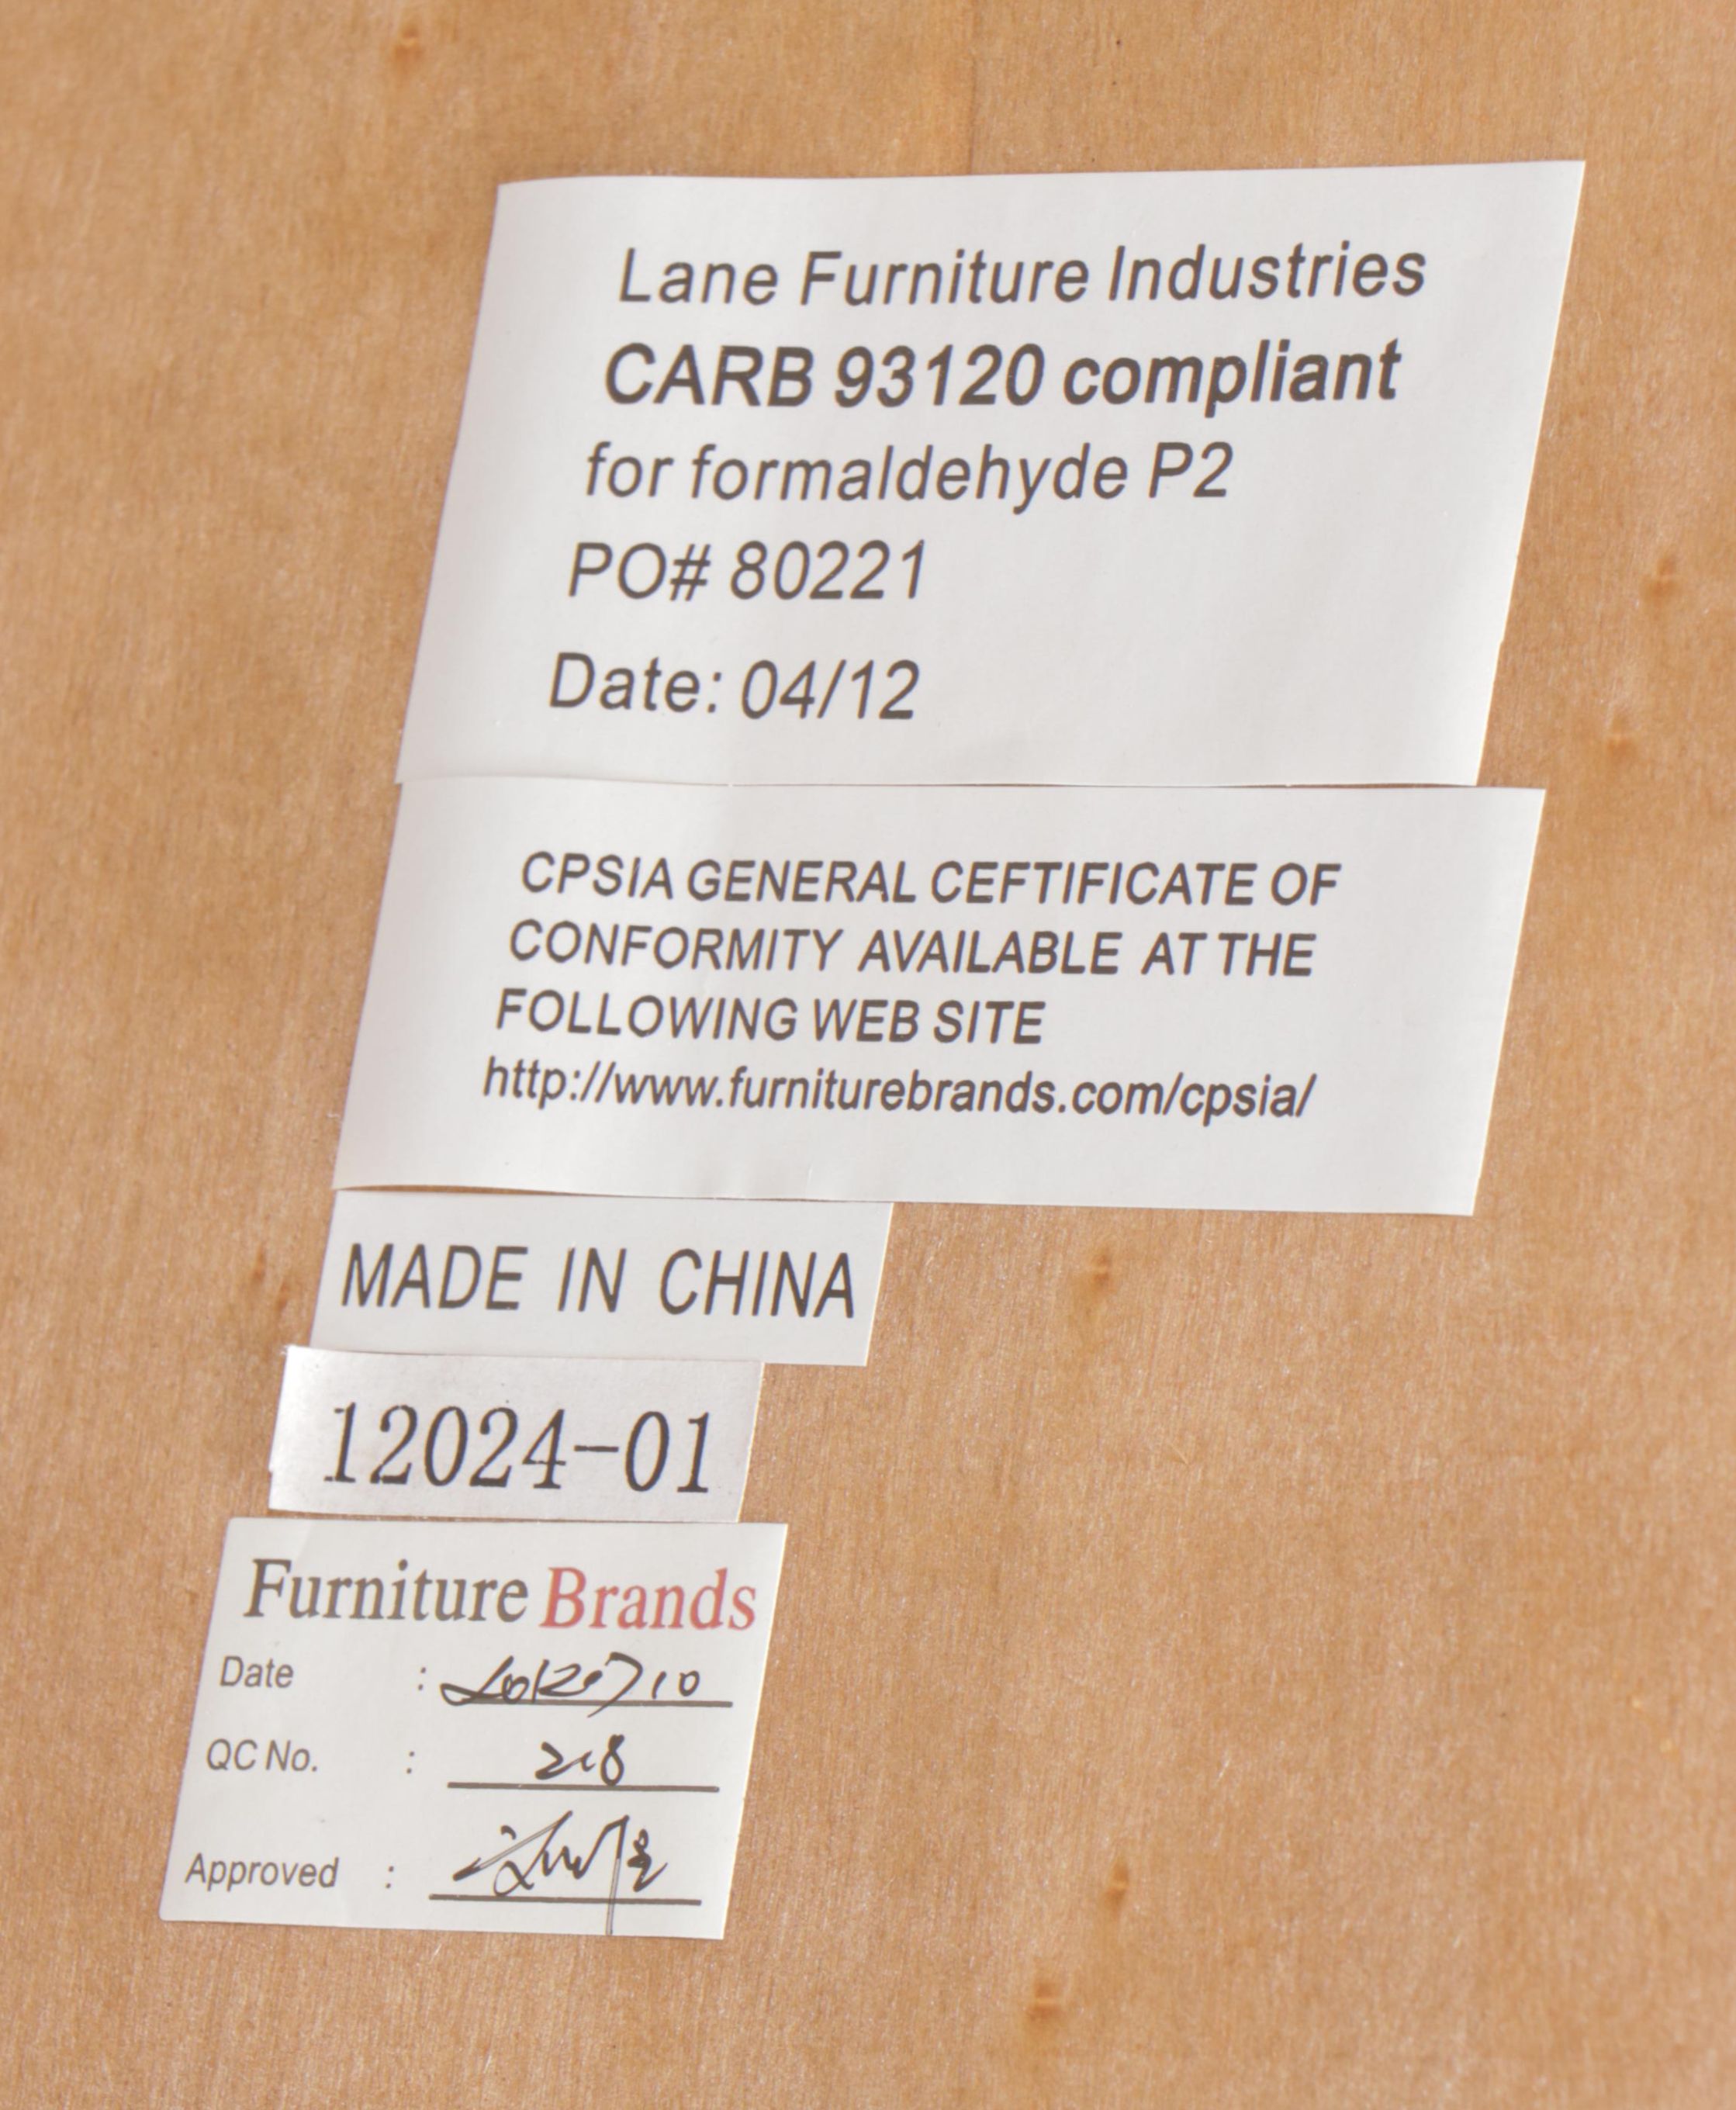 Lane Furniture Industries
CARB 93120 compliant
for formaldehyde P2
PO# 80221
Date: 04/12
CPSIA GENERAL CEFTIFICATE OF
CONFORMITY AVAILABLE AT THE
FOLLOWING WEB SITE
http://www.furniturebrands.com/cpsia/
MADE IN CHINA
12024-01
Furniture Brands
Date :
QC No. :
Approved :